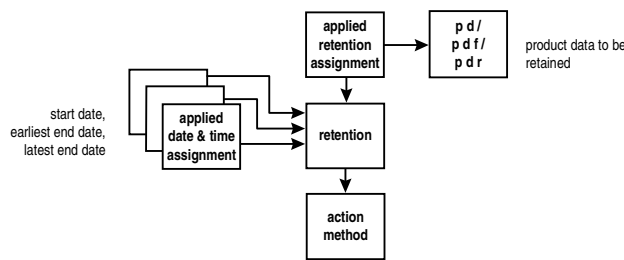 applied
retention
assignment
p d /
p d f /
p d r
product data to be
retained
start date,
earliest end date,
latest end date
applied
date & time
assignment
retention
action
method